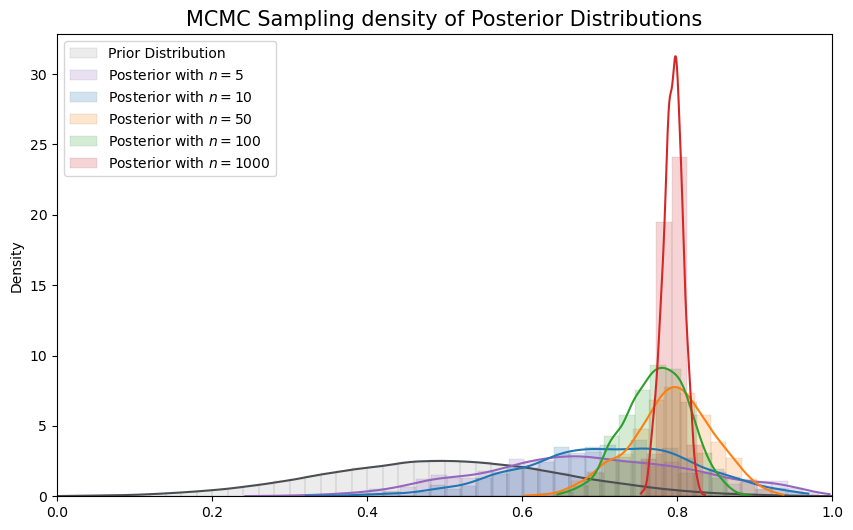 MCMC Sampling density of Posterior Distributions
Prior Distribution
Posterior with n = 5
Posterior with n = 10
Posterior with n = 50
Posterior with n = 100
Posterior with n = 1000
Density
30
25
20
15
10
5
0
0.0 0.2 0.4 0.6 0.8 1.0